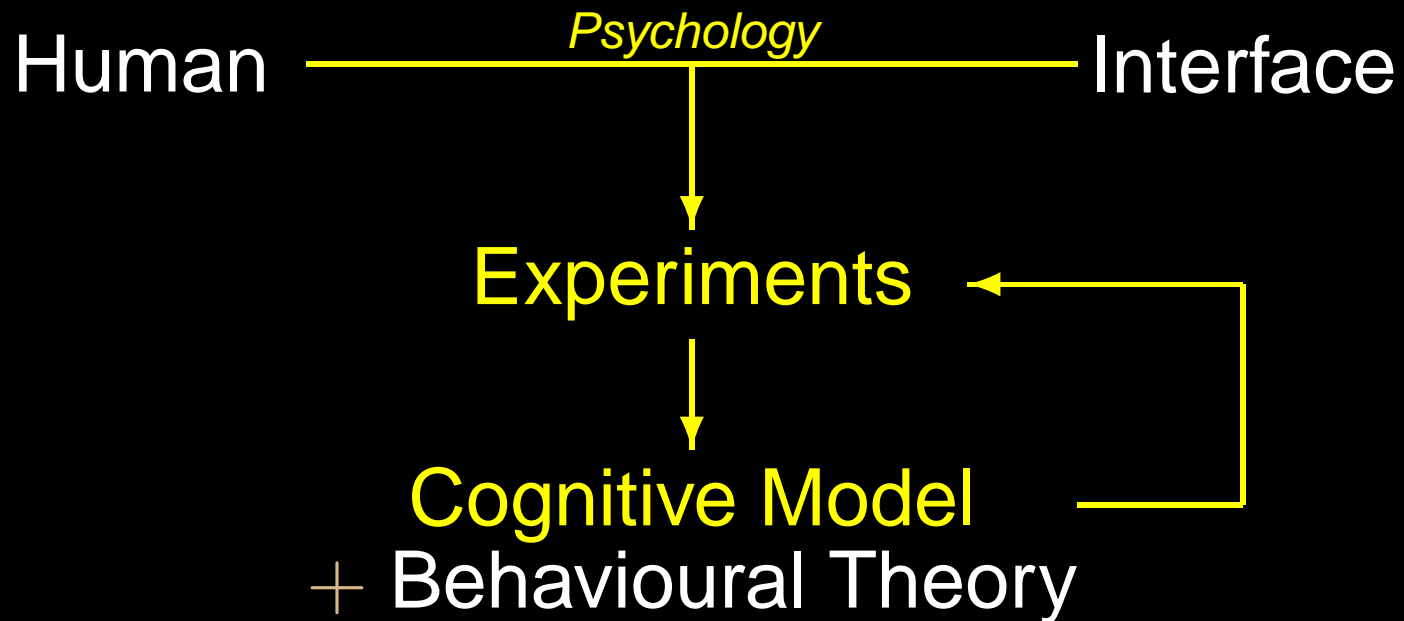 Psychology
Human Interface
Experiments
Cognitive Model
+ Behavioural Theory